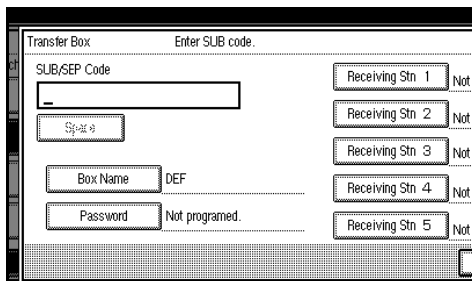 Transfer Box Enter SUB code.
ch
SUB/SEP Code
Space
Box Name DEF
Password Not programed.
Receiving Stn 1 Not
Receiving Stn 2 Not
Receiving Stn 3 Not
Receiving Stn 4 Not
Receiving Stn 5 Not